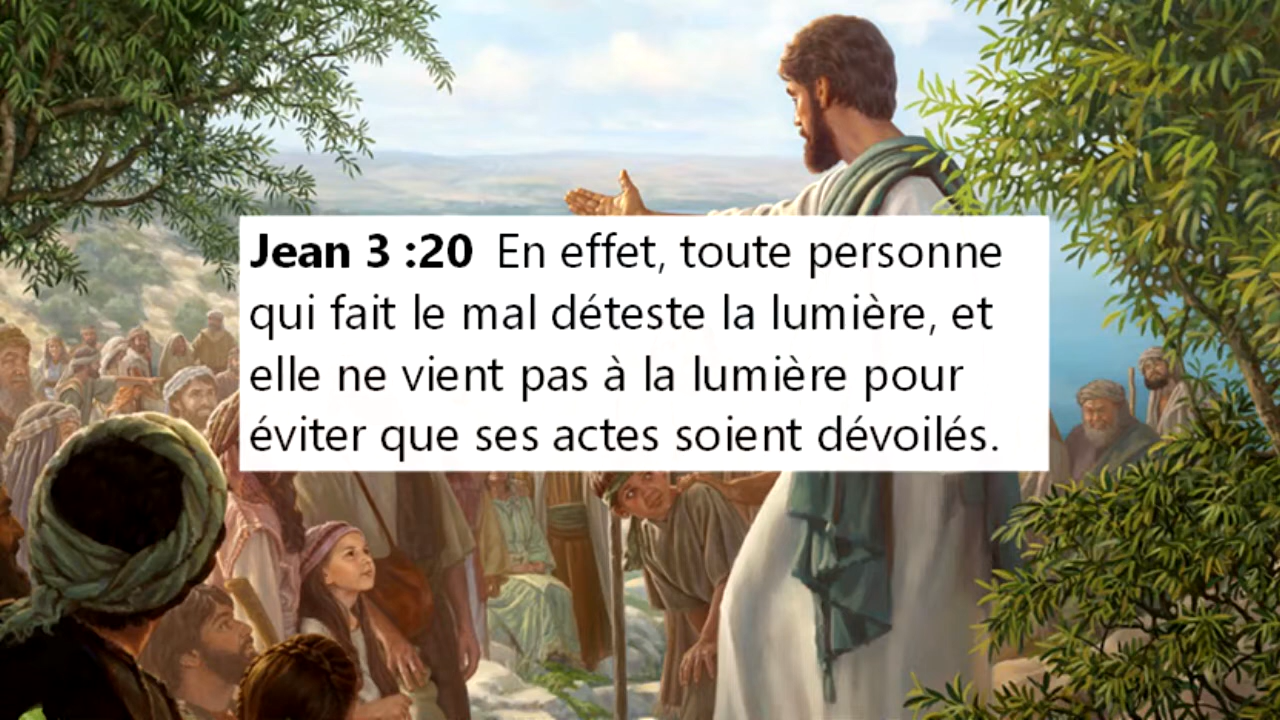 Jean 3 :20 En effet, toute personne
qui fait le mal déteste la lumière, et
elle ne vient pas à la lumière pour
éviter que ses actes soient dévoilés.